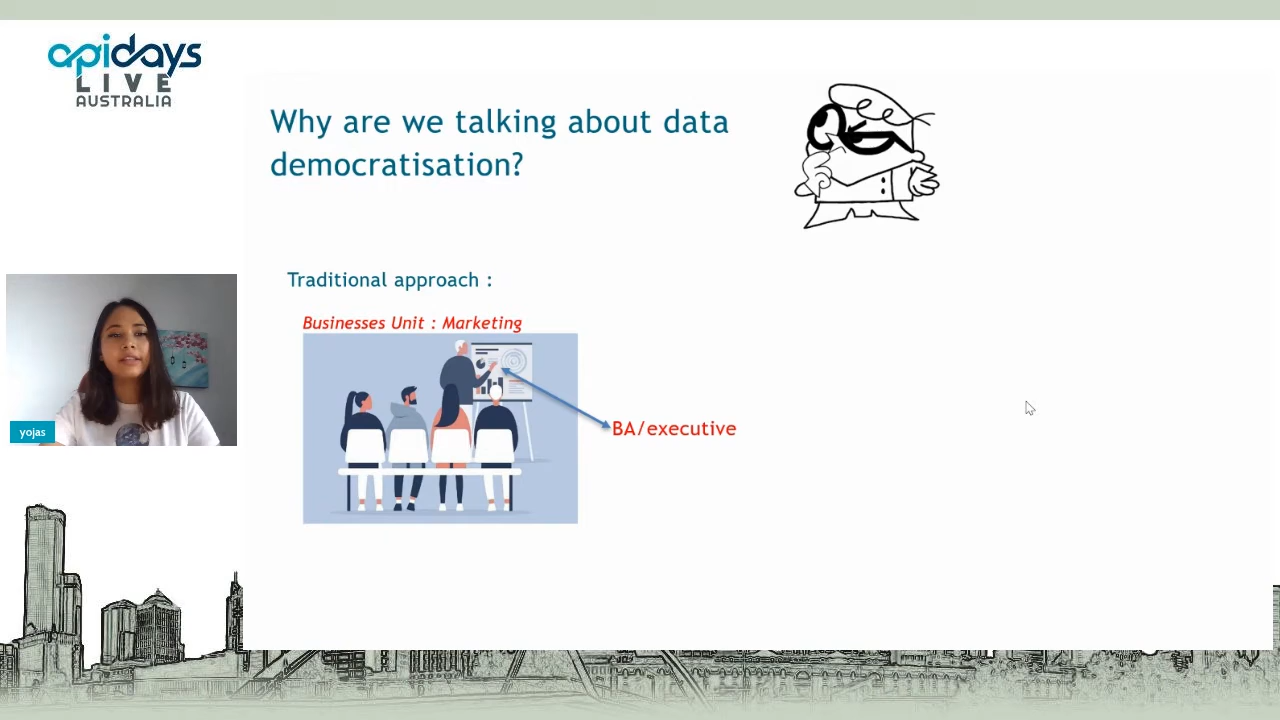 apidays
LIVE
AUSTRALIA
Why are we talking about data
democratisation?
Traditional approach :
Businesses Unit : Marketing
BA/executive
yojas